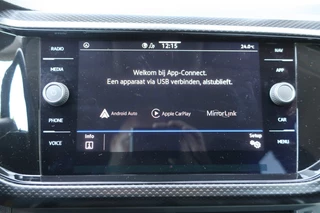 RADIO
12:15
24.0°C
NAV
MEDIA
APP
Welkom bij App-Connect.
Een apparaat via USB verbinden, alstublieft.
Android Auto
Apple CarPlay
MirrorLink
PHONE
CAR
Info
Setup
VOICE
MENU